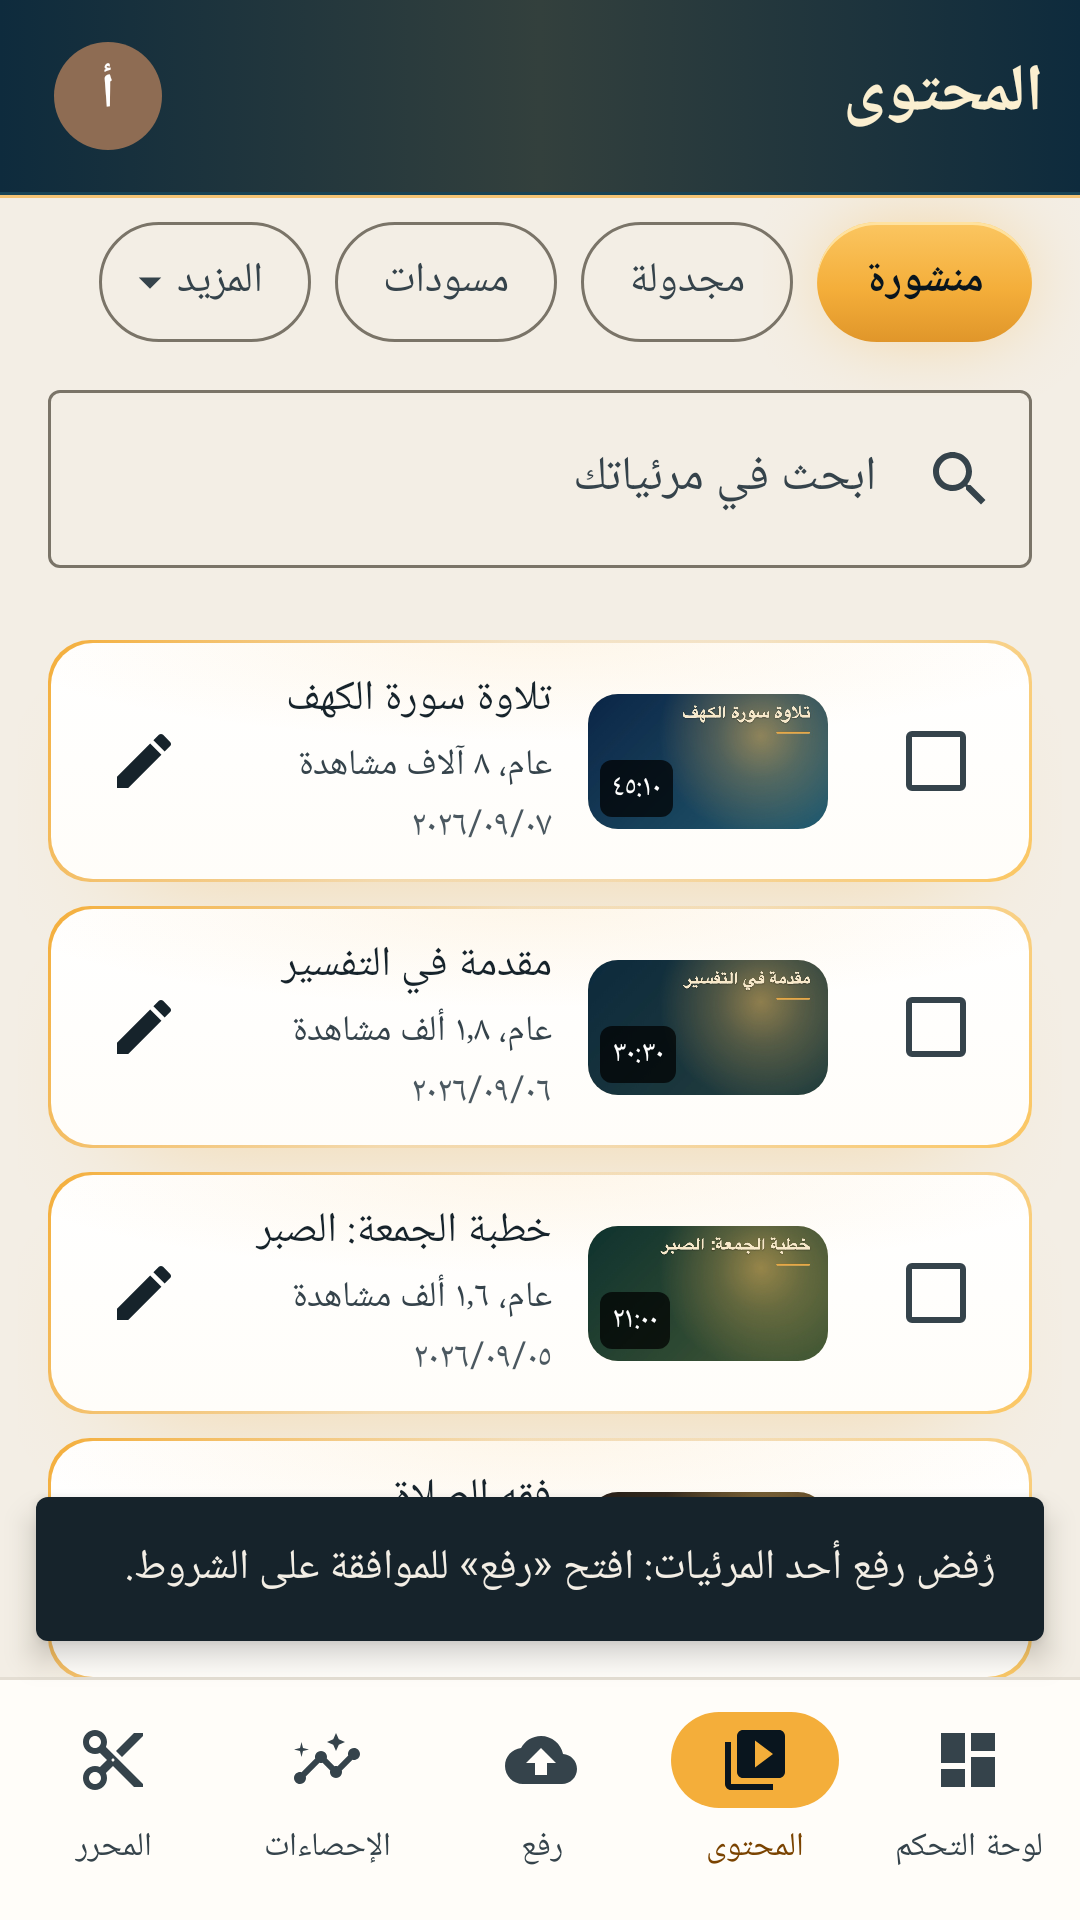 المحتوى
أ
منشورة
مجدولة
مسودات
المزيد
ابحث في مرئياتك
تلاوة سورة الكهف
٤٥:١٠
تلاوة سورة الكهف
عام، ٨ آلاف مشاهدة
٢٠٢٦/٠٩/٠٧
مقدمة في التفسير
٣٠:٣٠
مقدمة في التفسير
عام، ١٫٨ ألف مشاهدة
٢٠٢٦/٠٩/٠٦
خطبة الجمعة: الصبر
٢١:٠٠
خطبة الجمعة: الصبر
عام، ١٫٦ ألف مشاهدة
٢٠٢٦/٠٩/٠٥
فقه الصلاة
رُفض رفع أحد المرئيات: افتح «رفع» للموافقة على الشروط.
لوحة التحكم
المحتوى
رفع
الإحصاءات
المحرر